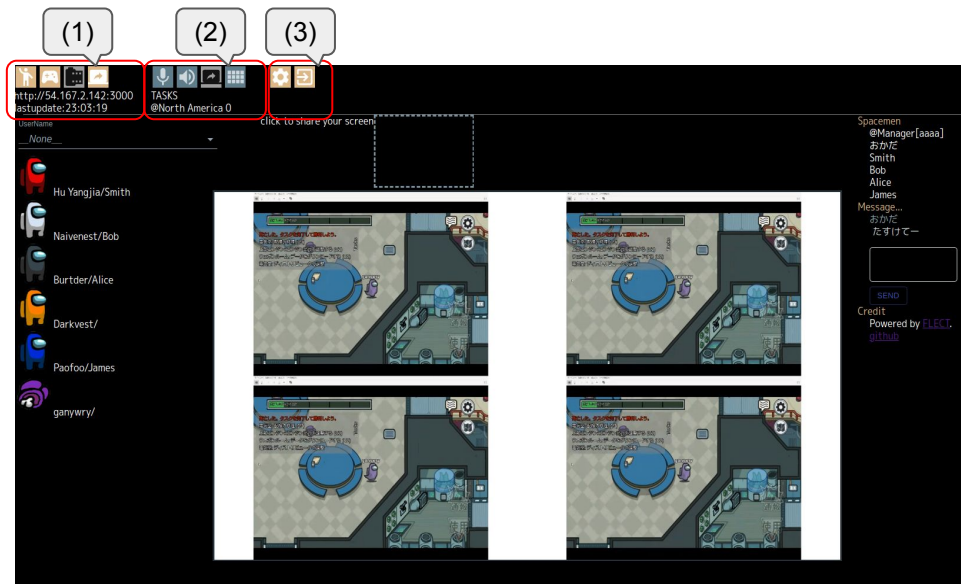 (1)
(2)
(3)
http://54.167.2.142:3000
lastupdate:23:03:19
TASKS
@North America 0
UserName
__None__
click to share your screen
Hu Yangjia/Smith
Naivenest/Bob
Burtder/Alice
Darkvest/
Paofoo/James
ganywry/
Spacemen
@Manager[aaaa]
おかだ
Smith
Bob
Alice
James
Message...
おかだ
たすけてー
SEND
Credit
Powered by FLECT.
github